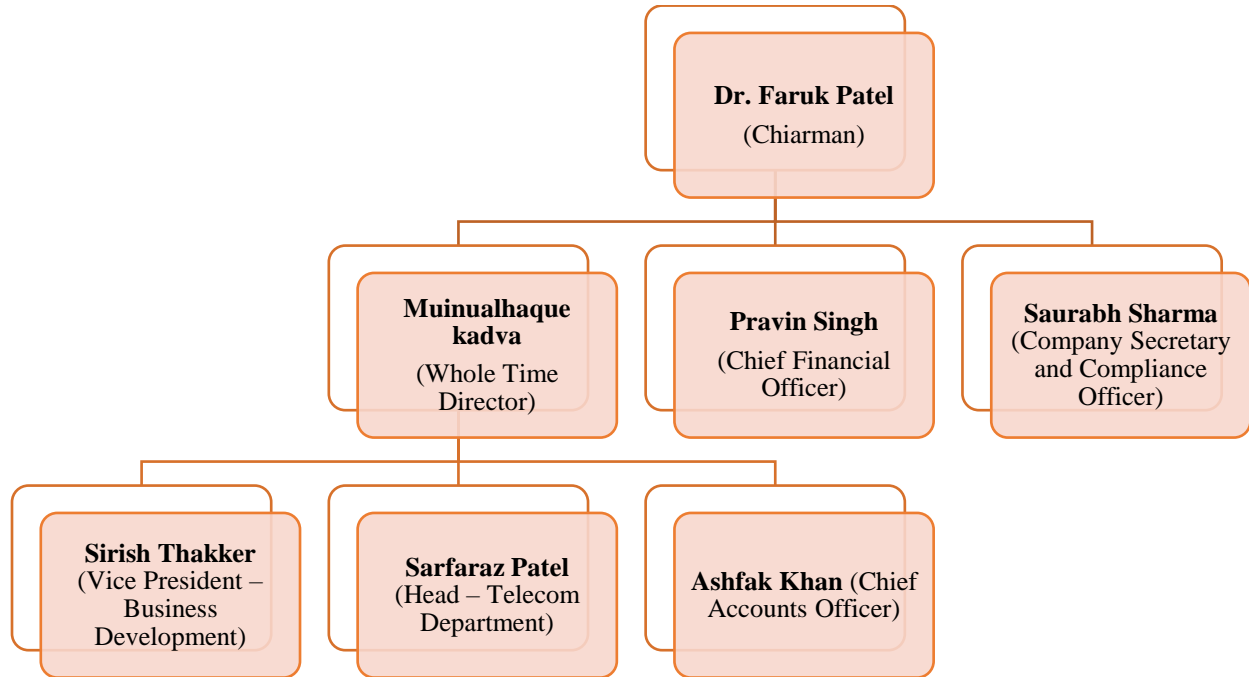 Dr. Faruk Patel
(Chiarman)
Muinualhaque
kadva
(Whole Time
Director)
Pravin Singh
(Chief Financial
Officer)
Saurabh Sharma
(Company Secretary
and Compliance
Officer)
Sirish Thakker
(Vice President –
Business
Development)
Sarfaraz Patel
(Head – Telecom
Department)
Ashfak Khan (Chief
Accounts Officer)